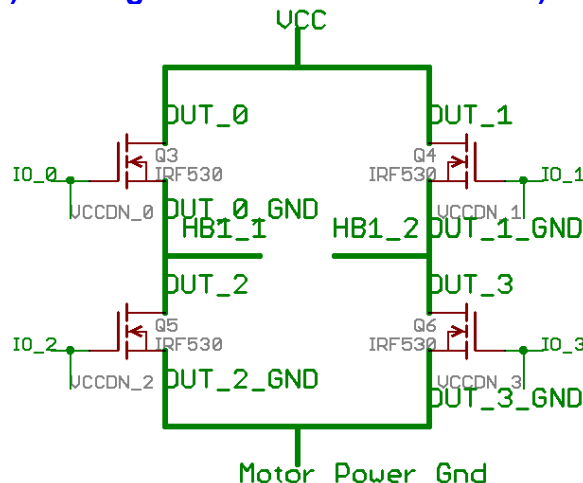 VCC
OUT_0 OUT_1
Q3 Q4
IO_0 IRF530 IRF530 IO_1
VCCDN_0 OUT_0_GND VCCDN_1
HB1_1 HB1_2 OUT_1_GND
OUT_2 OUT_3
Q5 Q6
IO_2 IRF530 IRF530 IO_3
VCCDN_2 OUT_2_GND VCCDN_3
OUT_3_GND
Motor Power Gnd